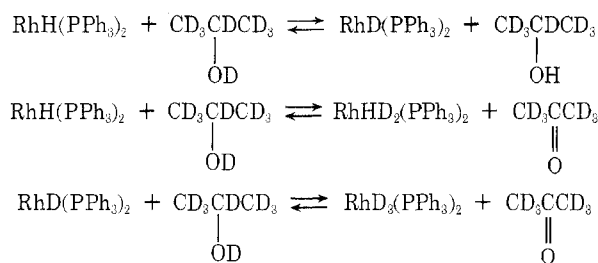 RhH(PPh₃)₂ + CD₃CDCD₃ ⇌ RhD(PPh₃)₂ + CD₃CDCD₃
OD OH
RhH(PPh₃)₂ + CD₃CDCD₃ ⇌ RhHD₂(PPh₃)₂ + CD₃CCD₃
OD O
RhD(PPh₃)₂ + CD₃CDCD₃ ⇌ RhD₃(PPh₃)₂ + CD₃CCD₃
OD O